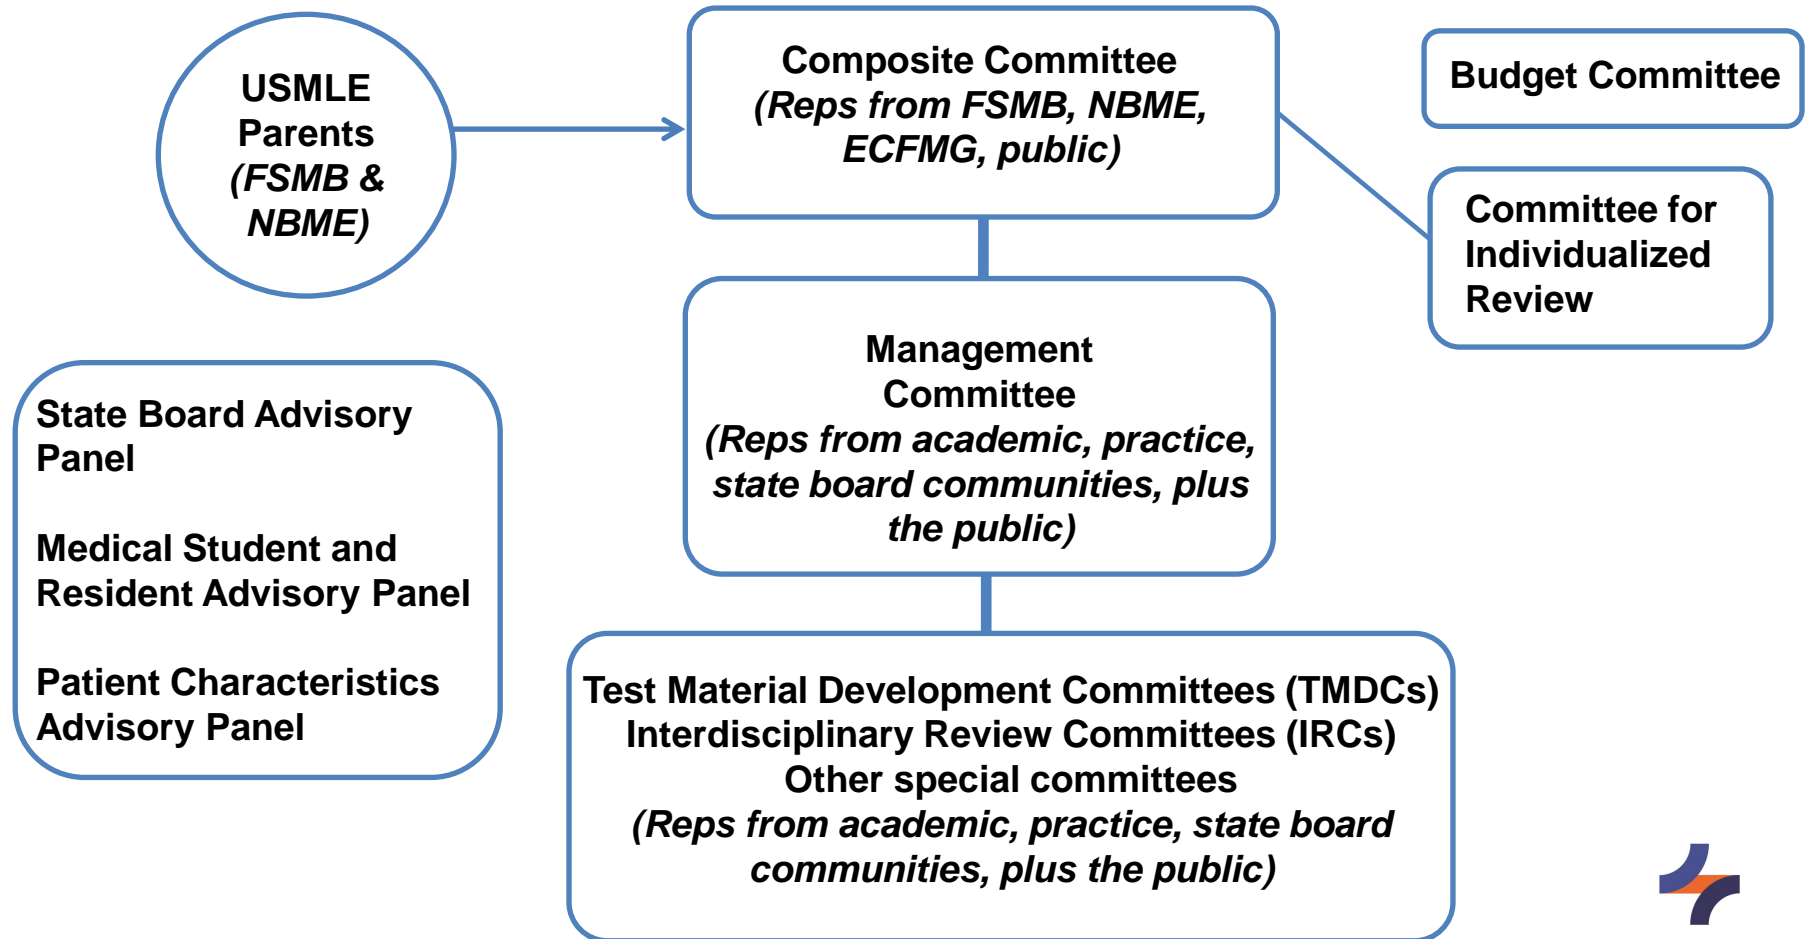 USMLE
Parents
(FSMB &
NBME)
Composite Committee
(Reps from FSMB, NBME,
ECFMG, public)
Budget Committee
Committee for
Individualized
Review
Management
Committee
(Reps from academic, practice,
state board communities, plus
the public)
State Board Advisory
Panel
Medical Student and
Resident Advisory Panel
Patient Characteristics
Advisory Panel
Test Material Development Committees (TMDCs)
Interdisciplinary Review Committees (IRCs)
Other special committees
(Reps from academic, practice, state board
communities, plus the public)